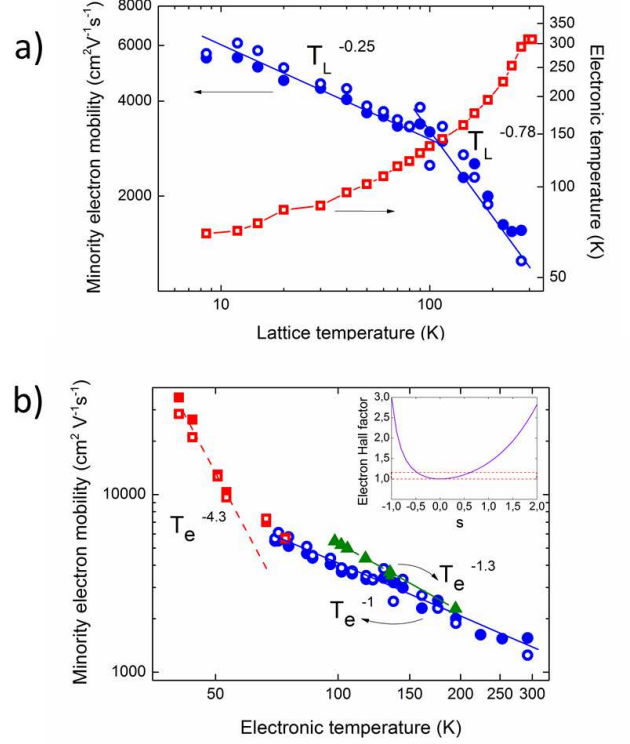 a)
8000
6000
4000
2000
Minority electron mobility (cm²V⁻¹s⁻¹)
T_L^-0.25
T_L^-0.78
350
300
250
200
150
100
50
Electronic temperature (K)
10
100
Lattice temperature (K)
b)
10000
1000
Minority electron mobility (cm² V⁻¹s⁻¹)
T_e^-4.3
T_e^-1.3
T_e^-1
3,0
2,5
2,0
1,5
1,0
Electron Hall factor
-1,0 -0,5 0,0 0,5 1,0 1,5 2,0
s
50 100 150 200 250 300
Electronic temperature (K)